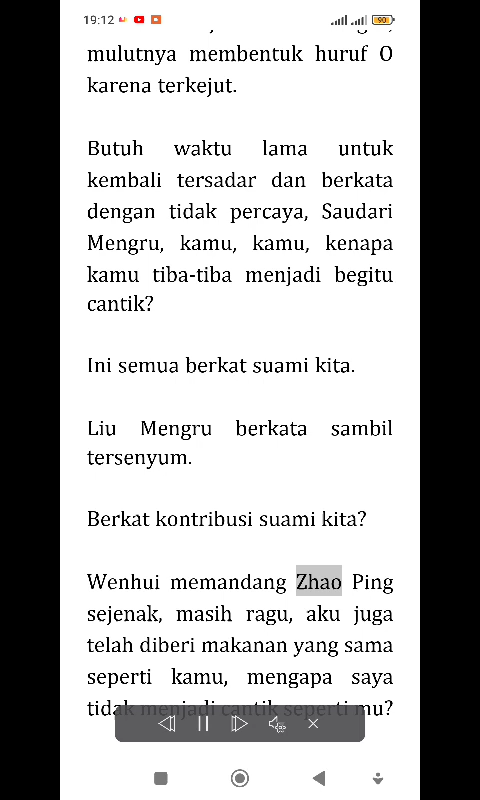 19:12
90
mulutnya membentuk huruf O
karena terkejut.
Butuh waktu lama untuk
kembali tersadar dan berkata
dengan tidak percaya, Saudari
Mengru, kamu, kamu, kenapa
kamu tiba-tiba menjadi begitu
cantik?
Ini semua berkat suami kita.
Liu Mengru berkata sambil
tersenyum.
Berkat kontribusi suami kita?
Wenhui memandang Zhao Ping
sejenak, masih ragu, aku juga
telah diberi makanan yang sama
seperti kamu, mengapa saya
tidak menjadi cantik seperti mu?